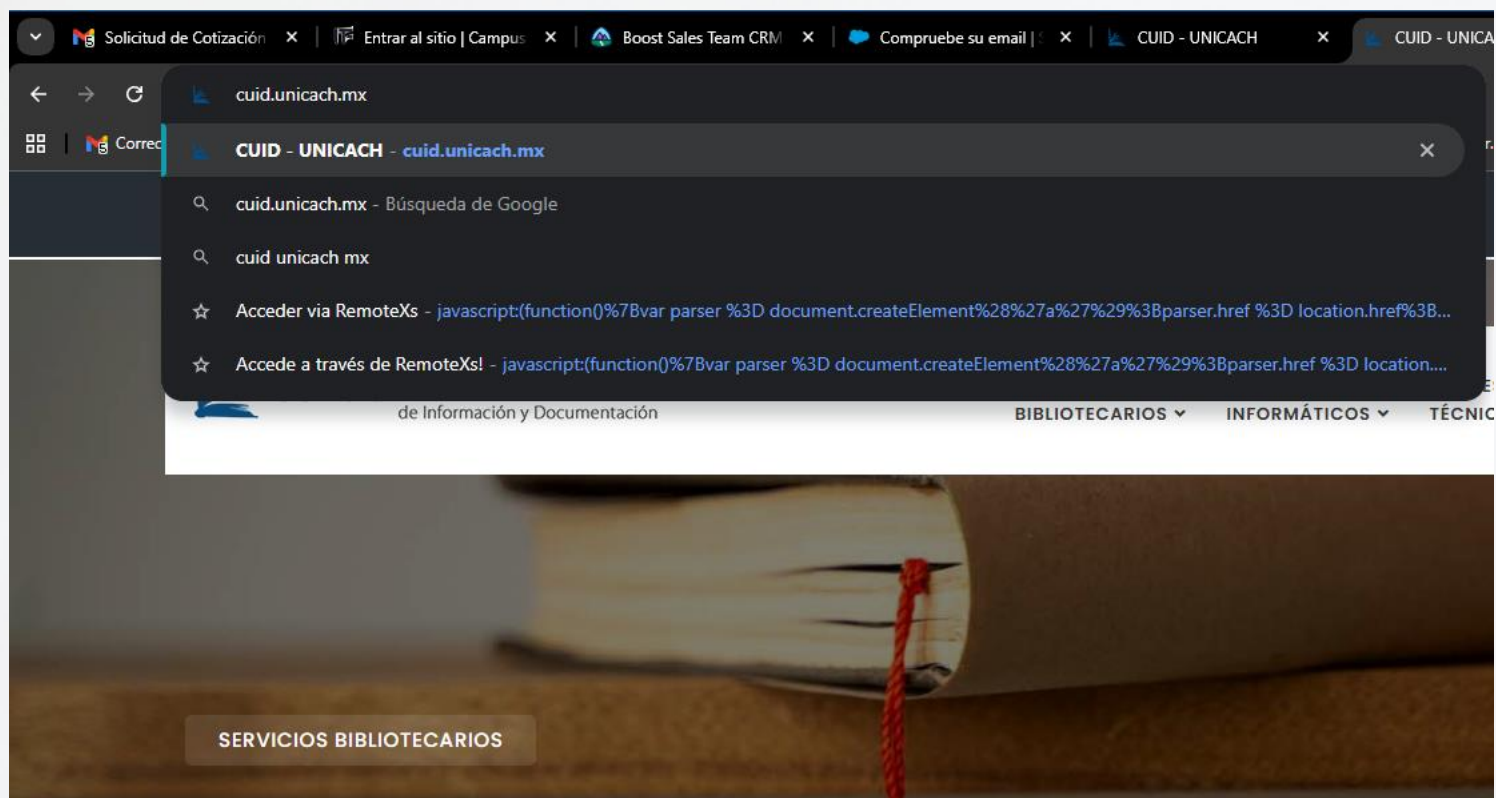 Solicitud de Cotización
Entrar al sitio | Campus
Boost Sales Team CRM
Compruebe su email |
CUID - UNICACH
CUID - UNICA
cuid.unicach.mx
Correo
CUID - UNICACH - cuid.unicach.mx
cuid.unicach.mx - Búsqueda de Google
cuid unicach mx
Acceder via RemoteXs - javascript:(function()%7Bvar parser %3D document.createElement%28%27a%27%29%3Bparser.href %3D location.href%3B...
Accede a través de RemoteXs! - javascript:(function()%7Bvar parser %3D document.createElement%28%27a%27%29%3Bparser.href %3D location....
de Información y Documentación
BIBLIOTECARIOS
INFORMÁTICOS
TÉCNIC
SERVICIOS BIBLIOTECARIOS